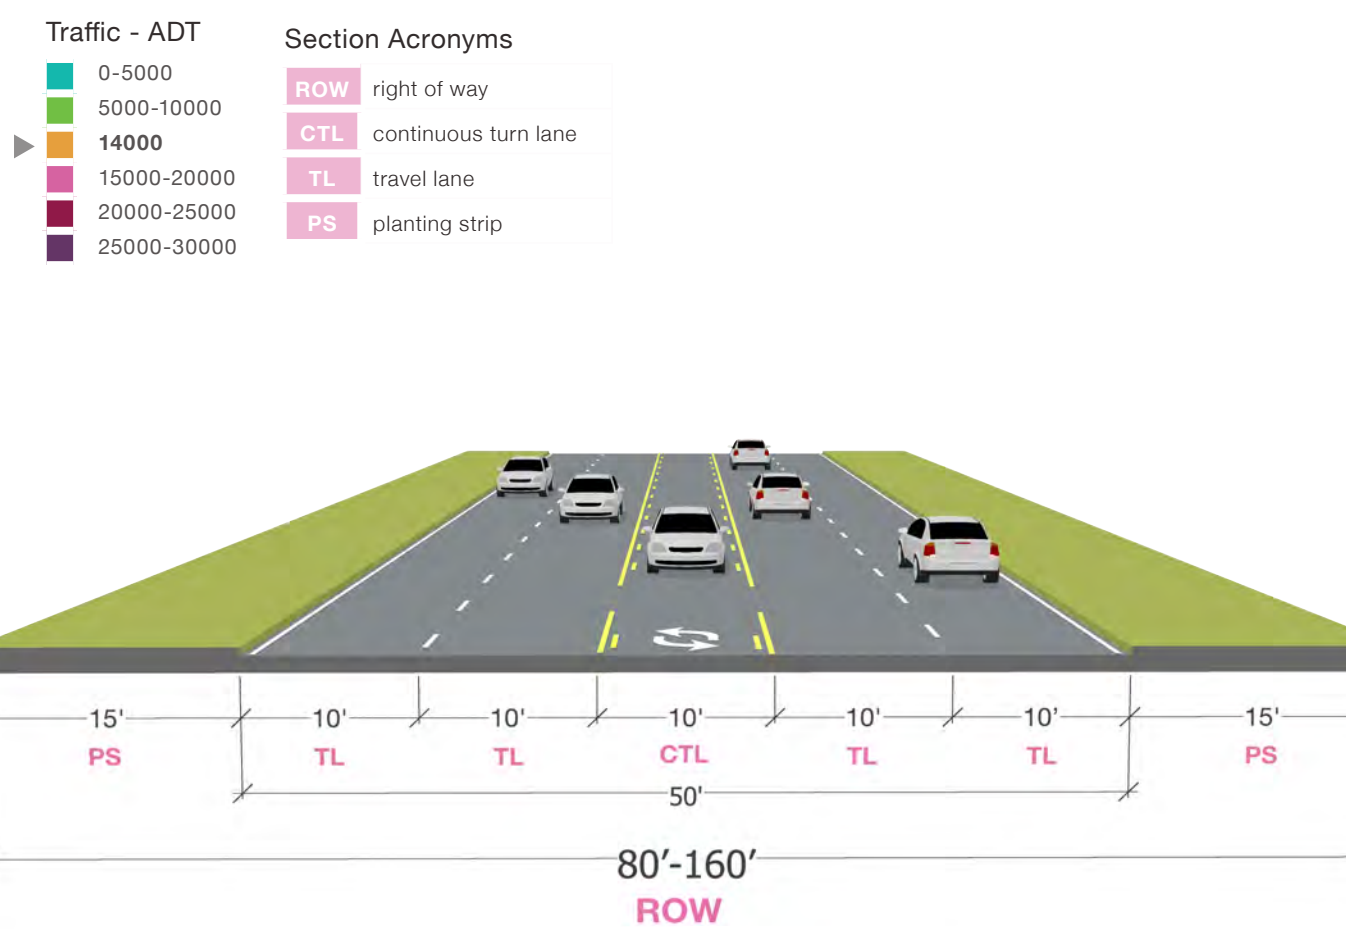 Traffic - ADT
0-5000
5000-10000
14000
15000-20000
20000-25000
25000-30000
Section Acronyms
ROW right of way
CTL continuous turn lane
TL travel lane
PS planting strip
15' 10' 10' 10' 10' 10’ 15'
PS TL TL CTL TL TL PS
50'
80’-160’
ROW